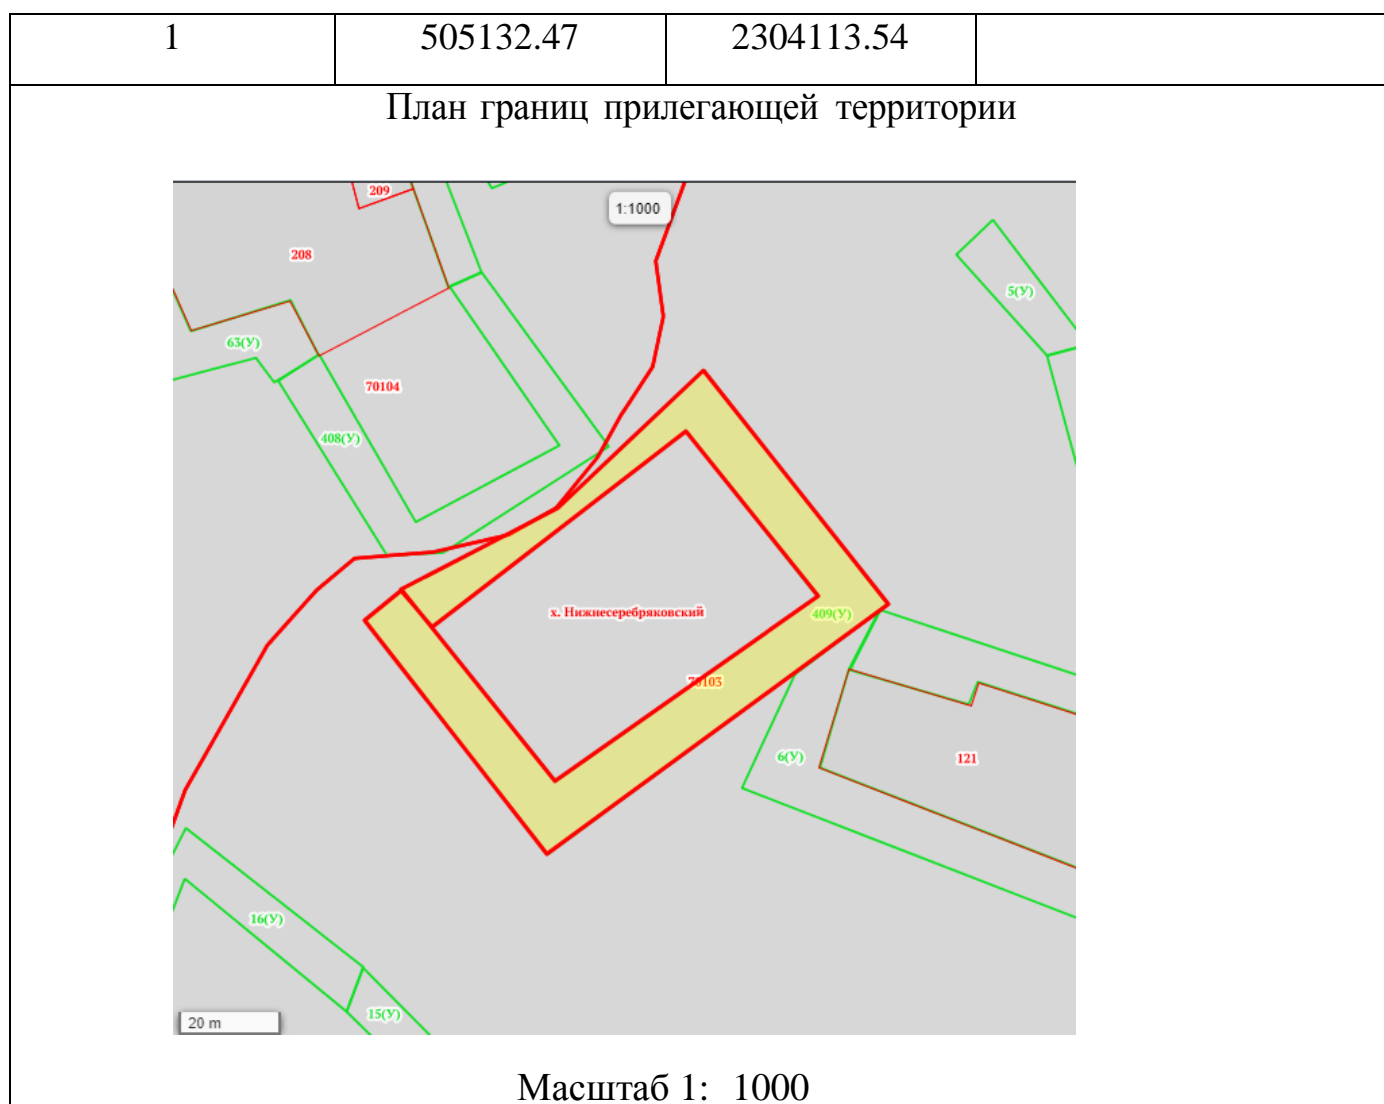 1 505132.47 2304113.54
План границ прилегающей территории
209
1:1000
208
5(У)
63(У)
70104
408(У)
х. Нижнесеребряковский
409(У)
70103
6(У)
121
16(У)
15(У)
20 m
Масштаб 1: 1000